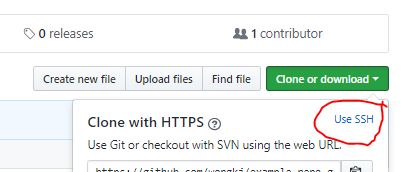 0 releases
1 contributor
Create new file
Upload files
Find file
Clone or download
Clone with HTTPS
Use SSH
Use Git or checkout with SVN using the web URL.